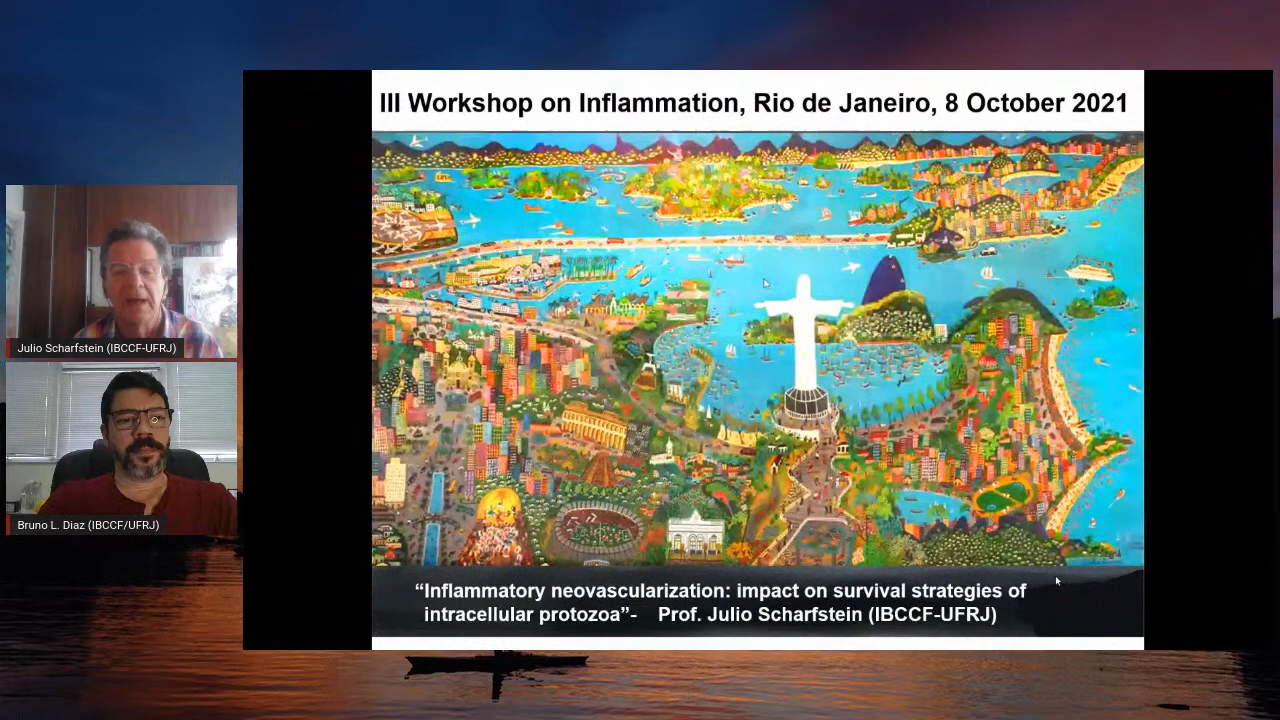 III Workshop on Inflammation, Rio de Janeiro, 8 October 2021
Julio Scharfstein (IBCCF-UFRJ)
Bruno L. Diaz (IBCCF/UFRJ)
“Inflammatory neovascularization: impact on survival strategies of
intracellular protozoa”- Prof. Julio Scharfstein (IBCCF-UFRJ)